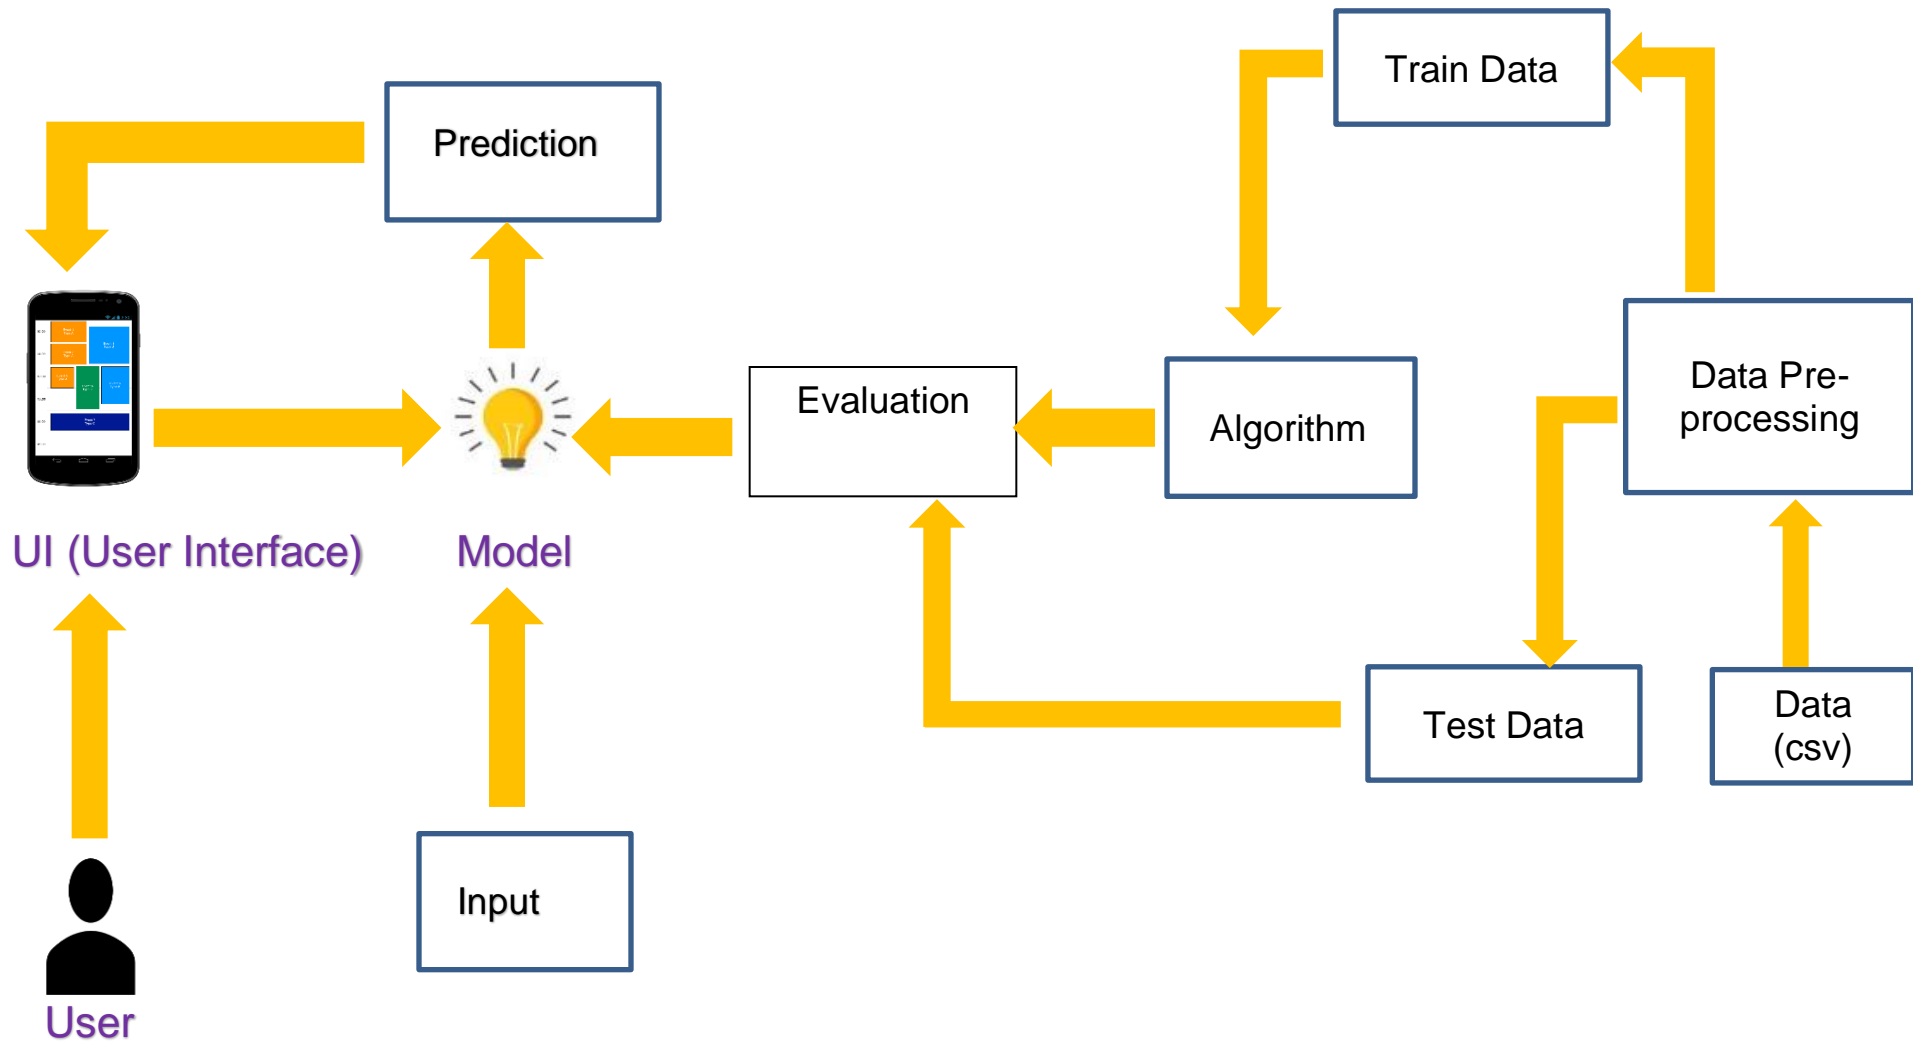 Train Data
Prediction
Data Pre-
processing
Evaluation
Algorithm
UI (User Interface)
Model
Test Data
Data
(csv)
Input
User